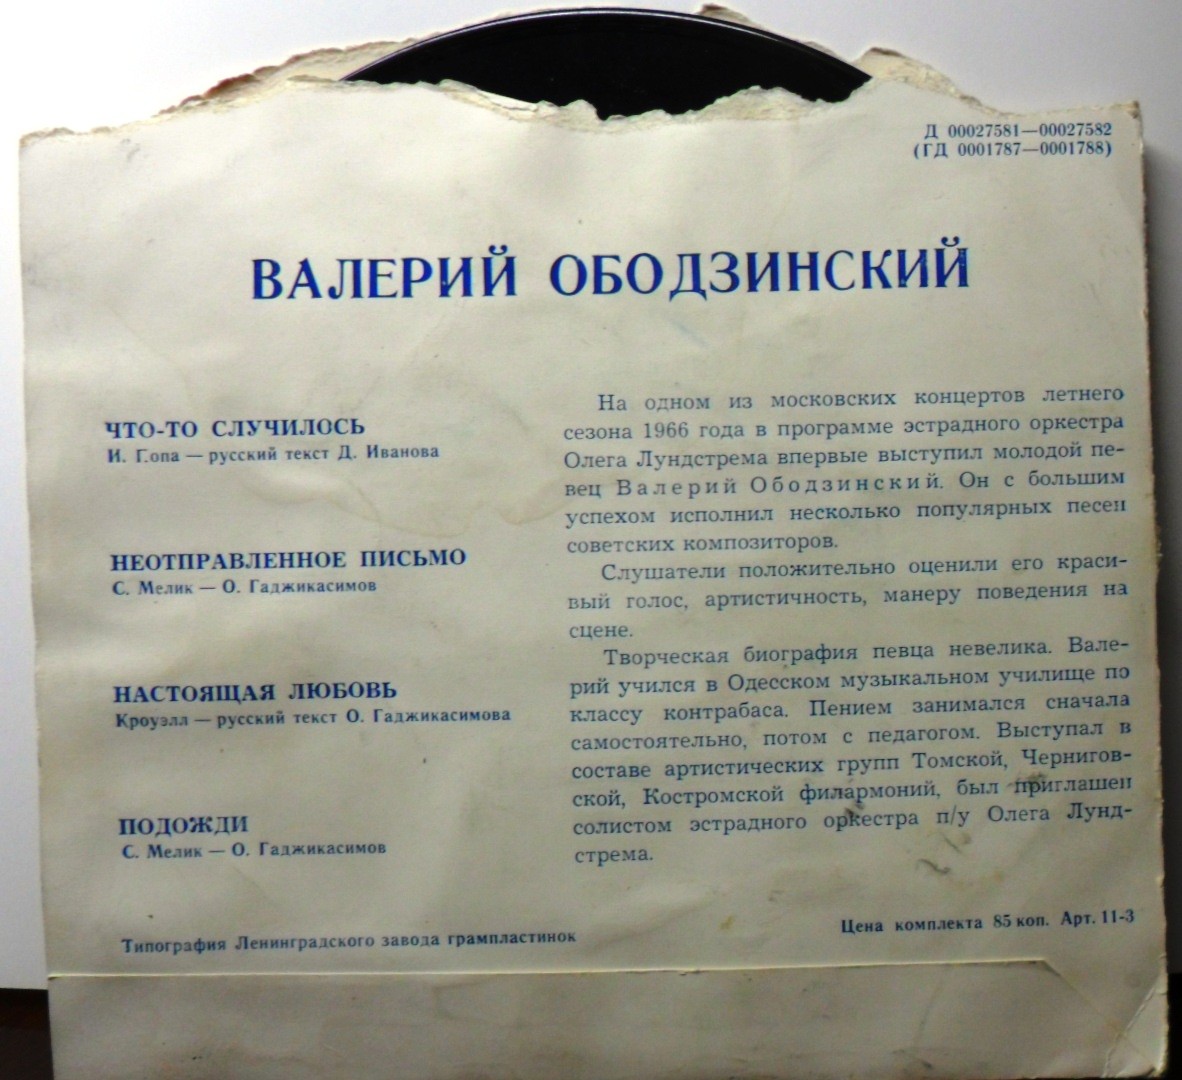 Д 00027581—00027582
(ГД 0001787—0001788)
ВАЛЕРИЙ ОБОДЗИНСКИЙ
ЧТО-ТО СЛУЧИЛОСЬ
И. Гопа — русский текст Д. Иванова
НЕОТПРАВЛЕННОЕ ПИСЬМО
С. Мелик — О. Гаджикасимов
НАСТОЯЩАЯ ЛЮБОВЬ
Кроуэлл — русский текст О. Гаджикасимова
ПОДОЖДИ
С. Мелик — О. Гаджикасимов
На одном из московских концертов летнего
сезона 1966 года в программе эстрадного оркестра
Олега Лундстрема впервые выступил молодой пе-
вец Валерий Ободзинский. Он с большим
успехом исполнил несколько популярных песен
советских композиторов.
Слушатели положительно оценили его краси-
вый голос, артистичность, манеру поведения на
сцене.
Творческая биография певца невелика. Вале-
рий учился в Одесском музыкальном училище по
классу контрабаса. Пением занимался сначала
самостоятельно, потом с педагогом. Выступал в
составе артистических групп Томской, Чернигов-
ской, Костромской филармоний, был приглашен
солистом эстрадного оркестра п/у Олега Лунд-
стрема.
Типография Ленинградского завода грампластинок
Цена комплекта 85 коп. Арт. 11-3